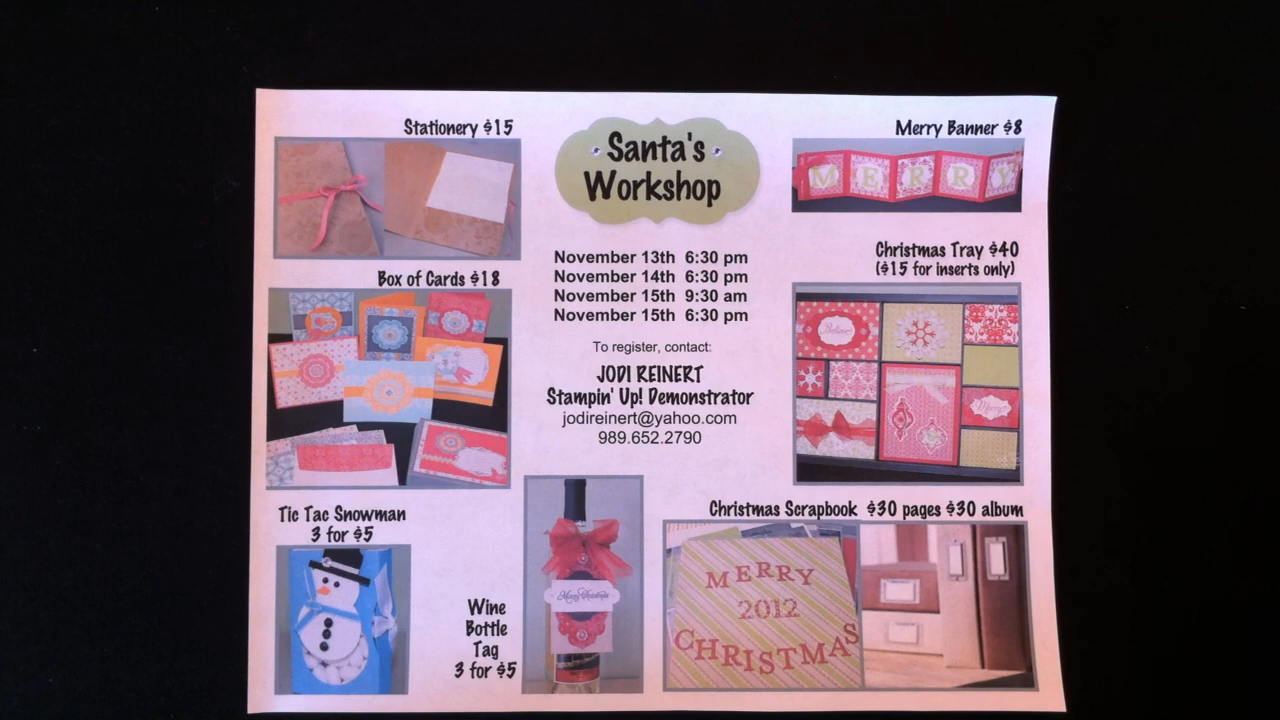 Stationery $15
Santa's
Workshop
Merry Banner $8
MERRY
November 13th 6:30 pm
November 14th 6:30 pm
November 15th 9:30 am
November 15th 6:30 pm
Christmas Tray $40
($15 for inserts only)
Box of Cards $18
To register, contact:
JODI REINERT
Stampin' Up! Demonstrator
jodireinert@yahoo.com
989.652.2790
Believe
Tic Tac Snowman
3 for $5
Wine
Bottle
Tag
3 for $5
Merry Christmas
Christmas Scrapbook $30 pages $30 album
MERRY
2012
CHRISTMAS